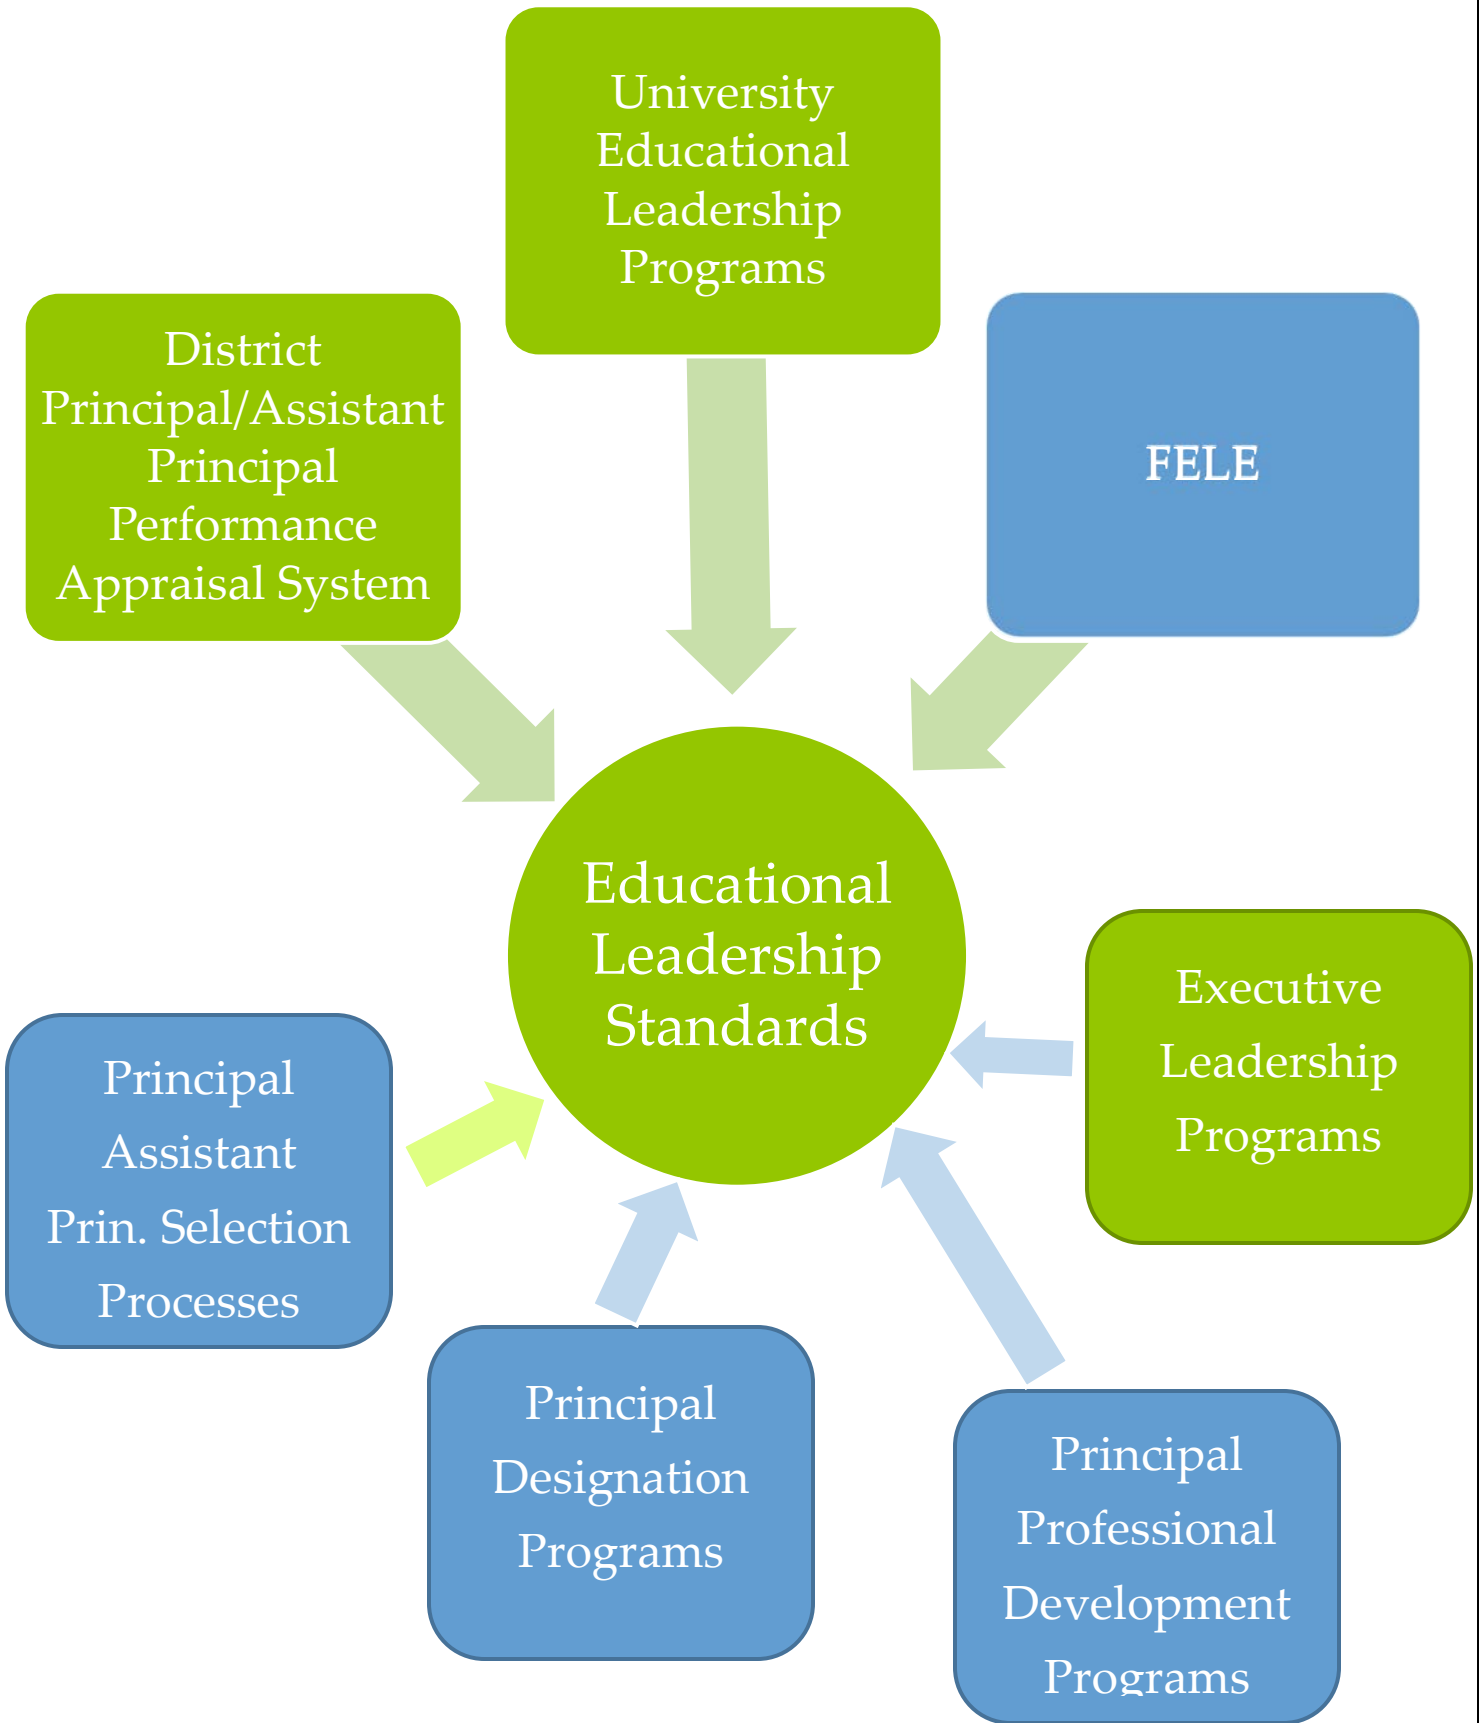 University
Educational
Leadership
Programs
District
Principal/Assistant
Principal
Performance
Appraisal System
FELE
Educational
Leadership
Standards
Executive
Leadership
Programs
Principal
Assistant
Prin. Selection
Processes
Principal
Designation
Programs
Principal
Professional
Development
Programs